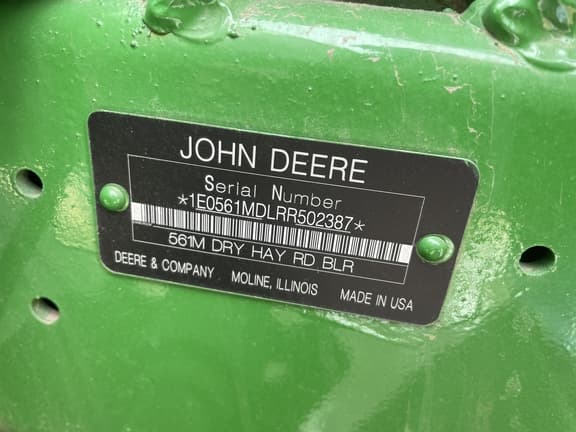 JOHN DEERE
Serial Number
*1E0561MDLRR502387*
561M DRY HAY RD BLR
DEERE & COMPANY MOLINE, ILLINOIS MADE IN USA